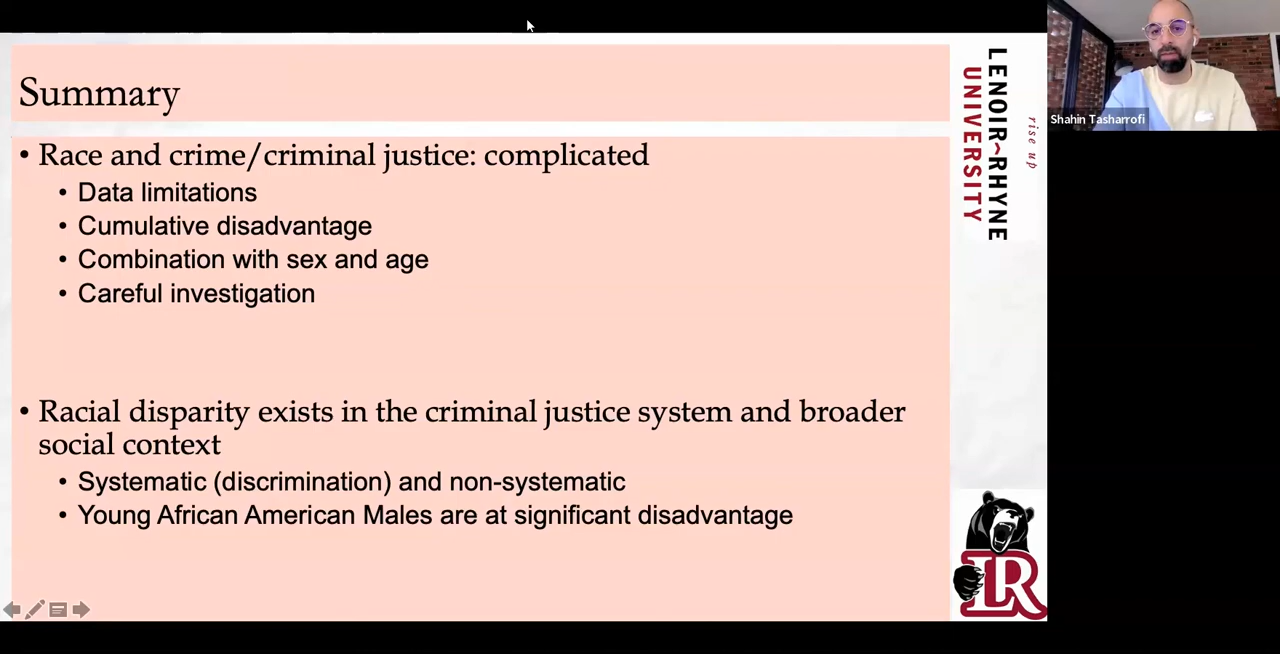 Summary
• Race and crime/criminal justice: complicated
• Data limitations
• Cumulative disadvantage
• Combination with sex and age
• Careful investigation
• Racial disparity exists in the criminal justice system and broader
social context
• Systematic (discrimination) and non-systematic
• Young African American Males are at significant disadvantage
LENOIR~RHYNE
UNIVERSITY
rise up
LR
Shahin Tasharrofi